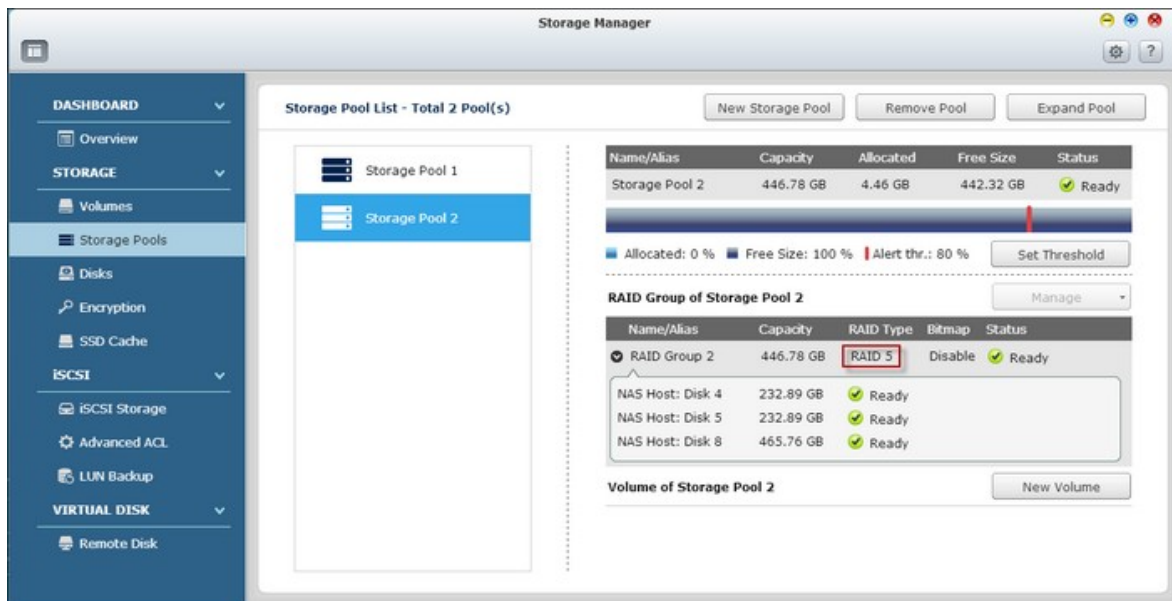 Storage Manager
?
DASHBOARD
Overview
STORAGE
Volumes
Storage Pools
Disks
Encryption
SSD Cache
iSCSI
iSCSI Storage
Advanced ACL
LUN Backup
VIRTUAL DISK
Remote Disk
Storage Pool List - Total 2 Pool(s)
New Storage Pool Remove Pool Expand Pool
Storage Pool 1
Storage Pool 2
Name/Alias Capacity Allocated Free Size Status
Storage Pool 2 446.78 GB 4.46 GB 442.32 GB Ready
Allocated: 0 % Free Size: 100 % Alert thr.: 80 % Set Threshold
RAID Group of Storage Pool 2 Manage
Name/Alias Capacity RAID Type Bitmap Status
RAID Group 2 446.78 GB RAID 5 Disable Ready
NAS Host: Disk 4 232.89 GB Ready
NAS Host: Disk 5 232.89 GB Ready
NAS Host: Disk 8 465.76 GB Ready
Volume of Storage Pool 2 New Volume